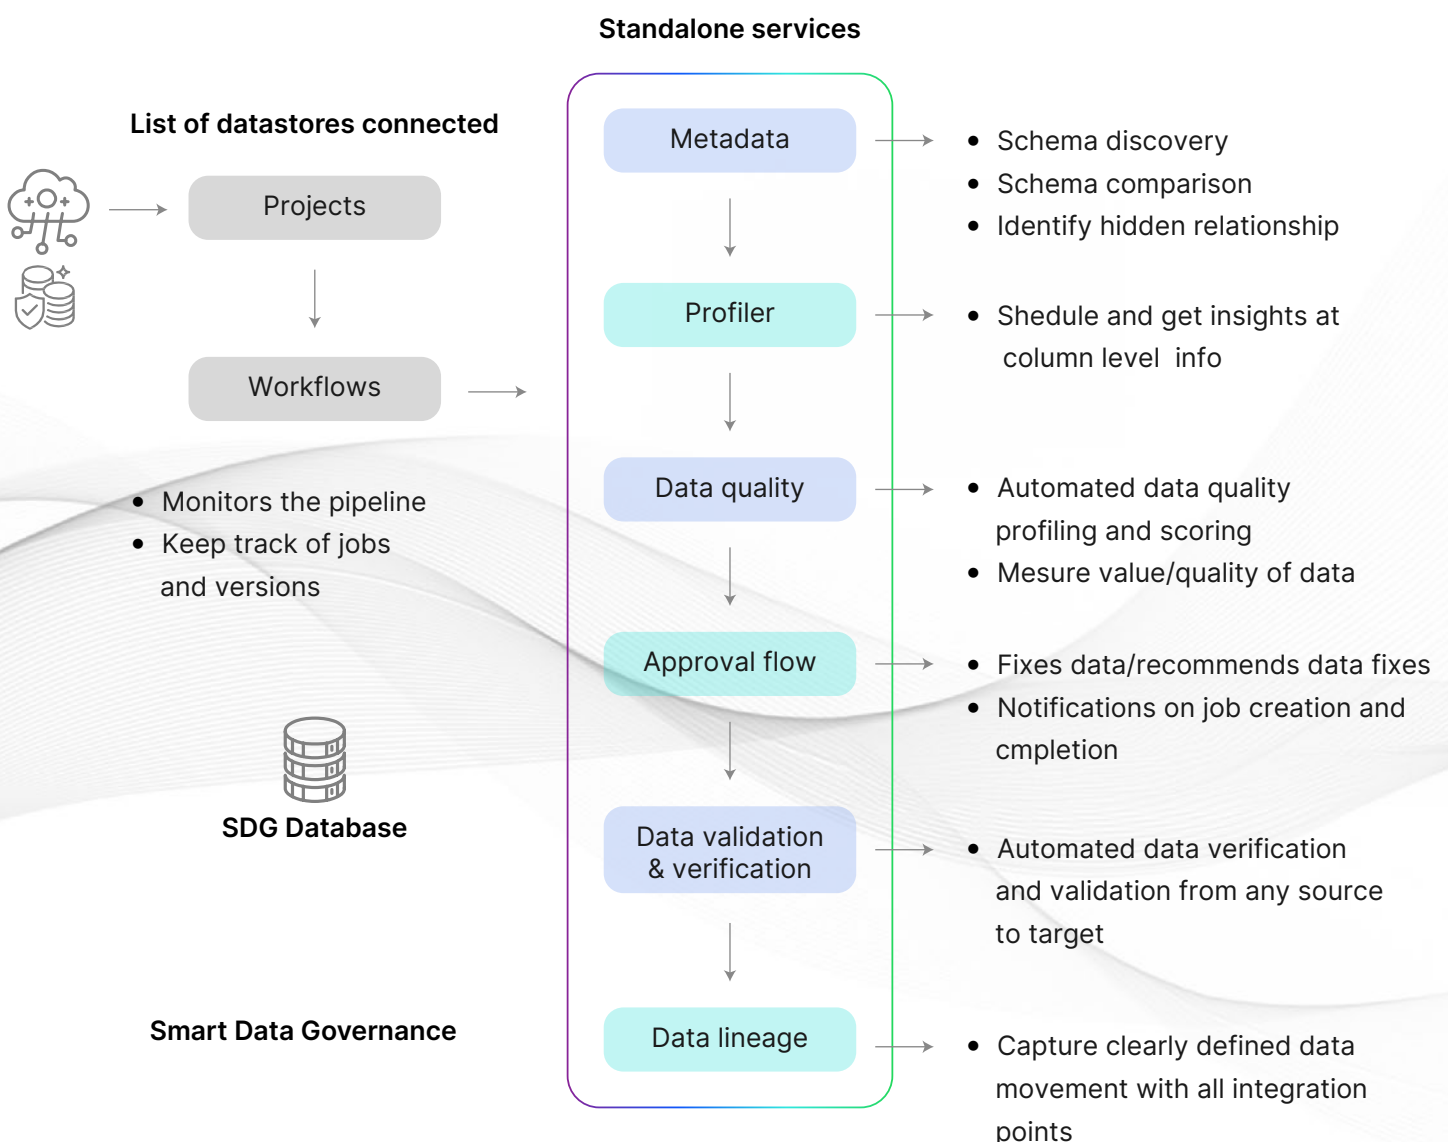 Standalone services
List of datastores connected
Projects
Workflows
• Monitors the pipeline
• Keep track of jobs
and versions
SDG Database
Smart Data Governance
Metadata
• Schema discovery
• Schema comparison
• Identify hidden relationship
Profiler
• Shedule and get insights at
column level info
Data quality
• Automated data quality
profiling and scoring
• Mesure value/quality of data
Approval flow
• Fixes data/recommends data fixes
• Notifications on job creation and
cmpletion
Data validation
& verification
• Automated data verification
and validation from any source
to target
Data lineage
• Capture clearly defined data
movement with all integration
points